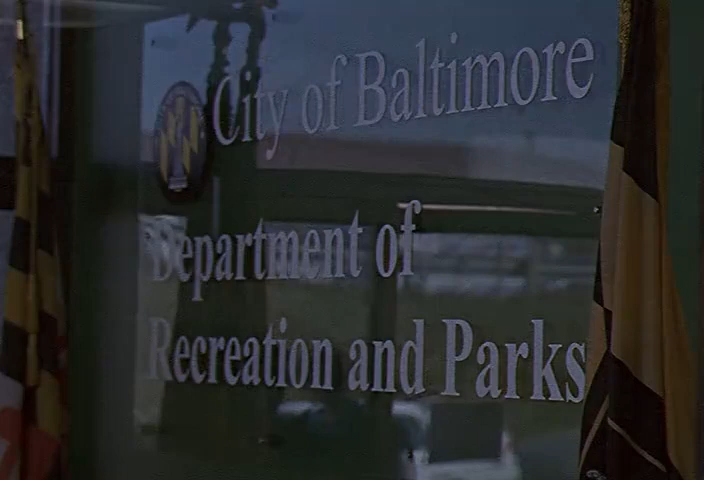 City of Baltimore
Department of
Recreation and Parks